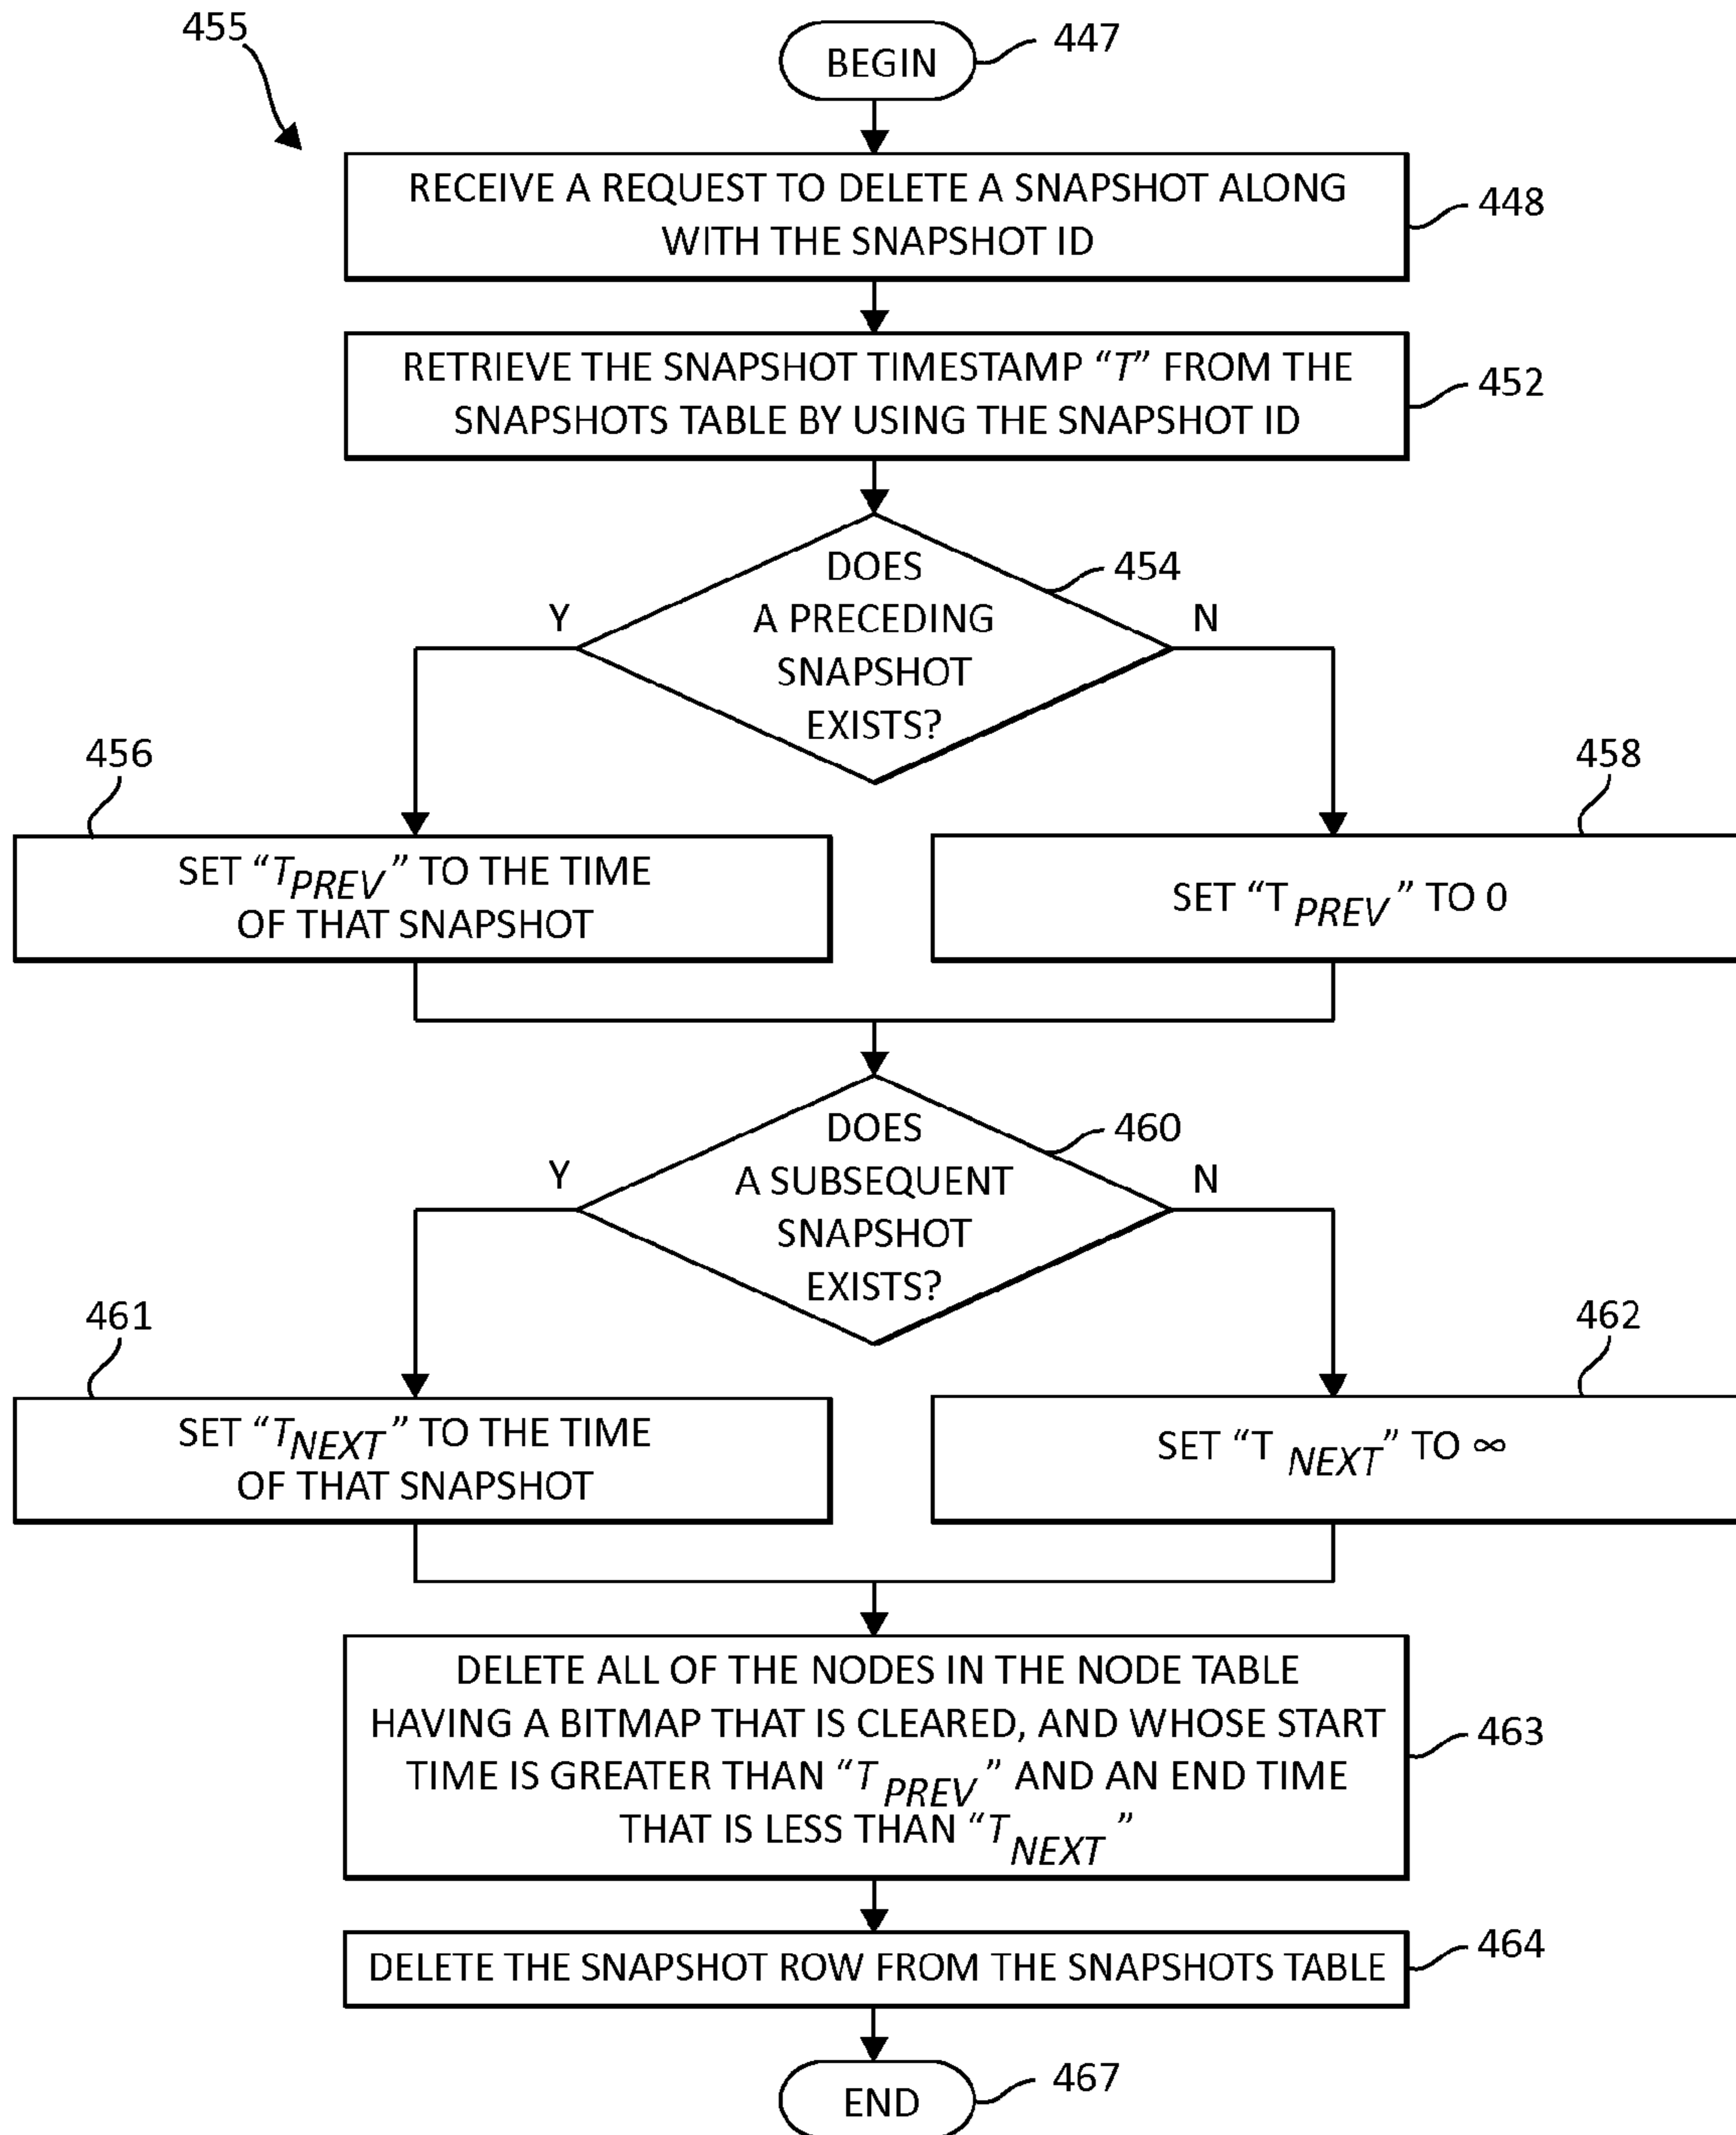 455
BEGIN
447
RECEIVE A REQUEST TO DELETE A SNAPSHOT ALONG
WITH THE SNAPSHOT ID
448
RETRIEVE THE SNAPSHOT TIMESTAMP “T” FROM THE
SNAPSHOTS TABLE BY USING THE SNAPSHOT ID
452
DOES
A PRECEDING
SNAPSHOT
EXISTS?
454
Y
N
456
SET “TPREV” TO THE TIME
OF THAT SNAPSHOT
458
SET “T PREV” TO 0
DOES
A SUBSEQUENT
SNAPSHOT
EXISTS?
460
Y
N
461
SET “TNEXT” TO THE TIME
OF THAT SNAPSHOT
462
SET “T NEXT” TO ∞
DELETE ALL OF THE NODES IN THE NODE TABLE
HAVING A BITMAP THAT IS CLEARED, AND WHOSE START
TIME IS GREATER THAN “T PREV” AND AN END TIME
THAT IS LESS THAN “TNEXT”
463
DELETE THE SNAPSHOT ROW FROM THE SNAPSHOTS TABLE
464
END
467